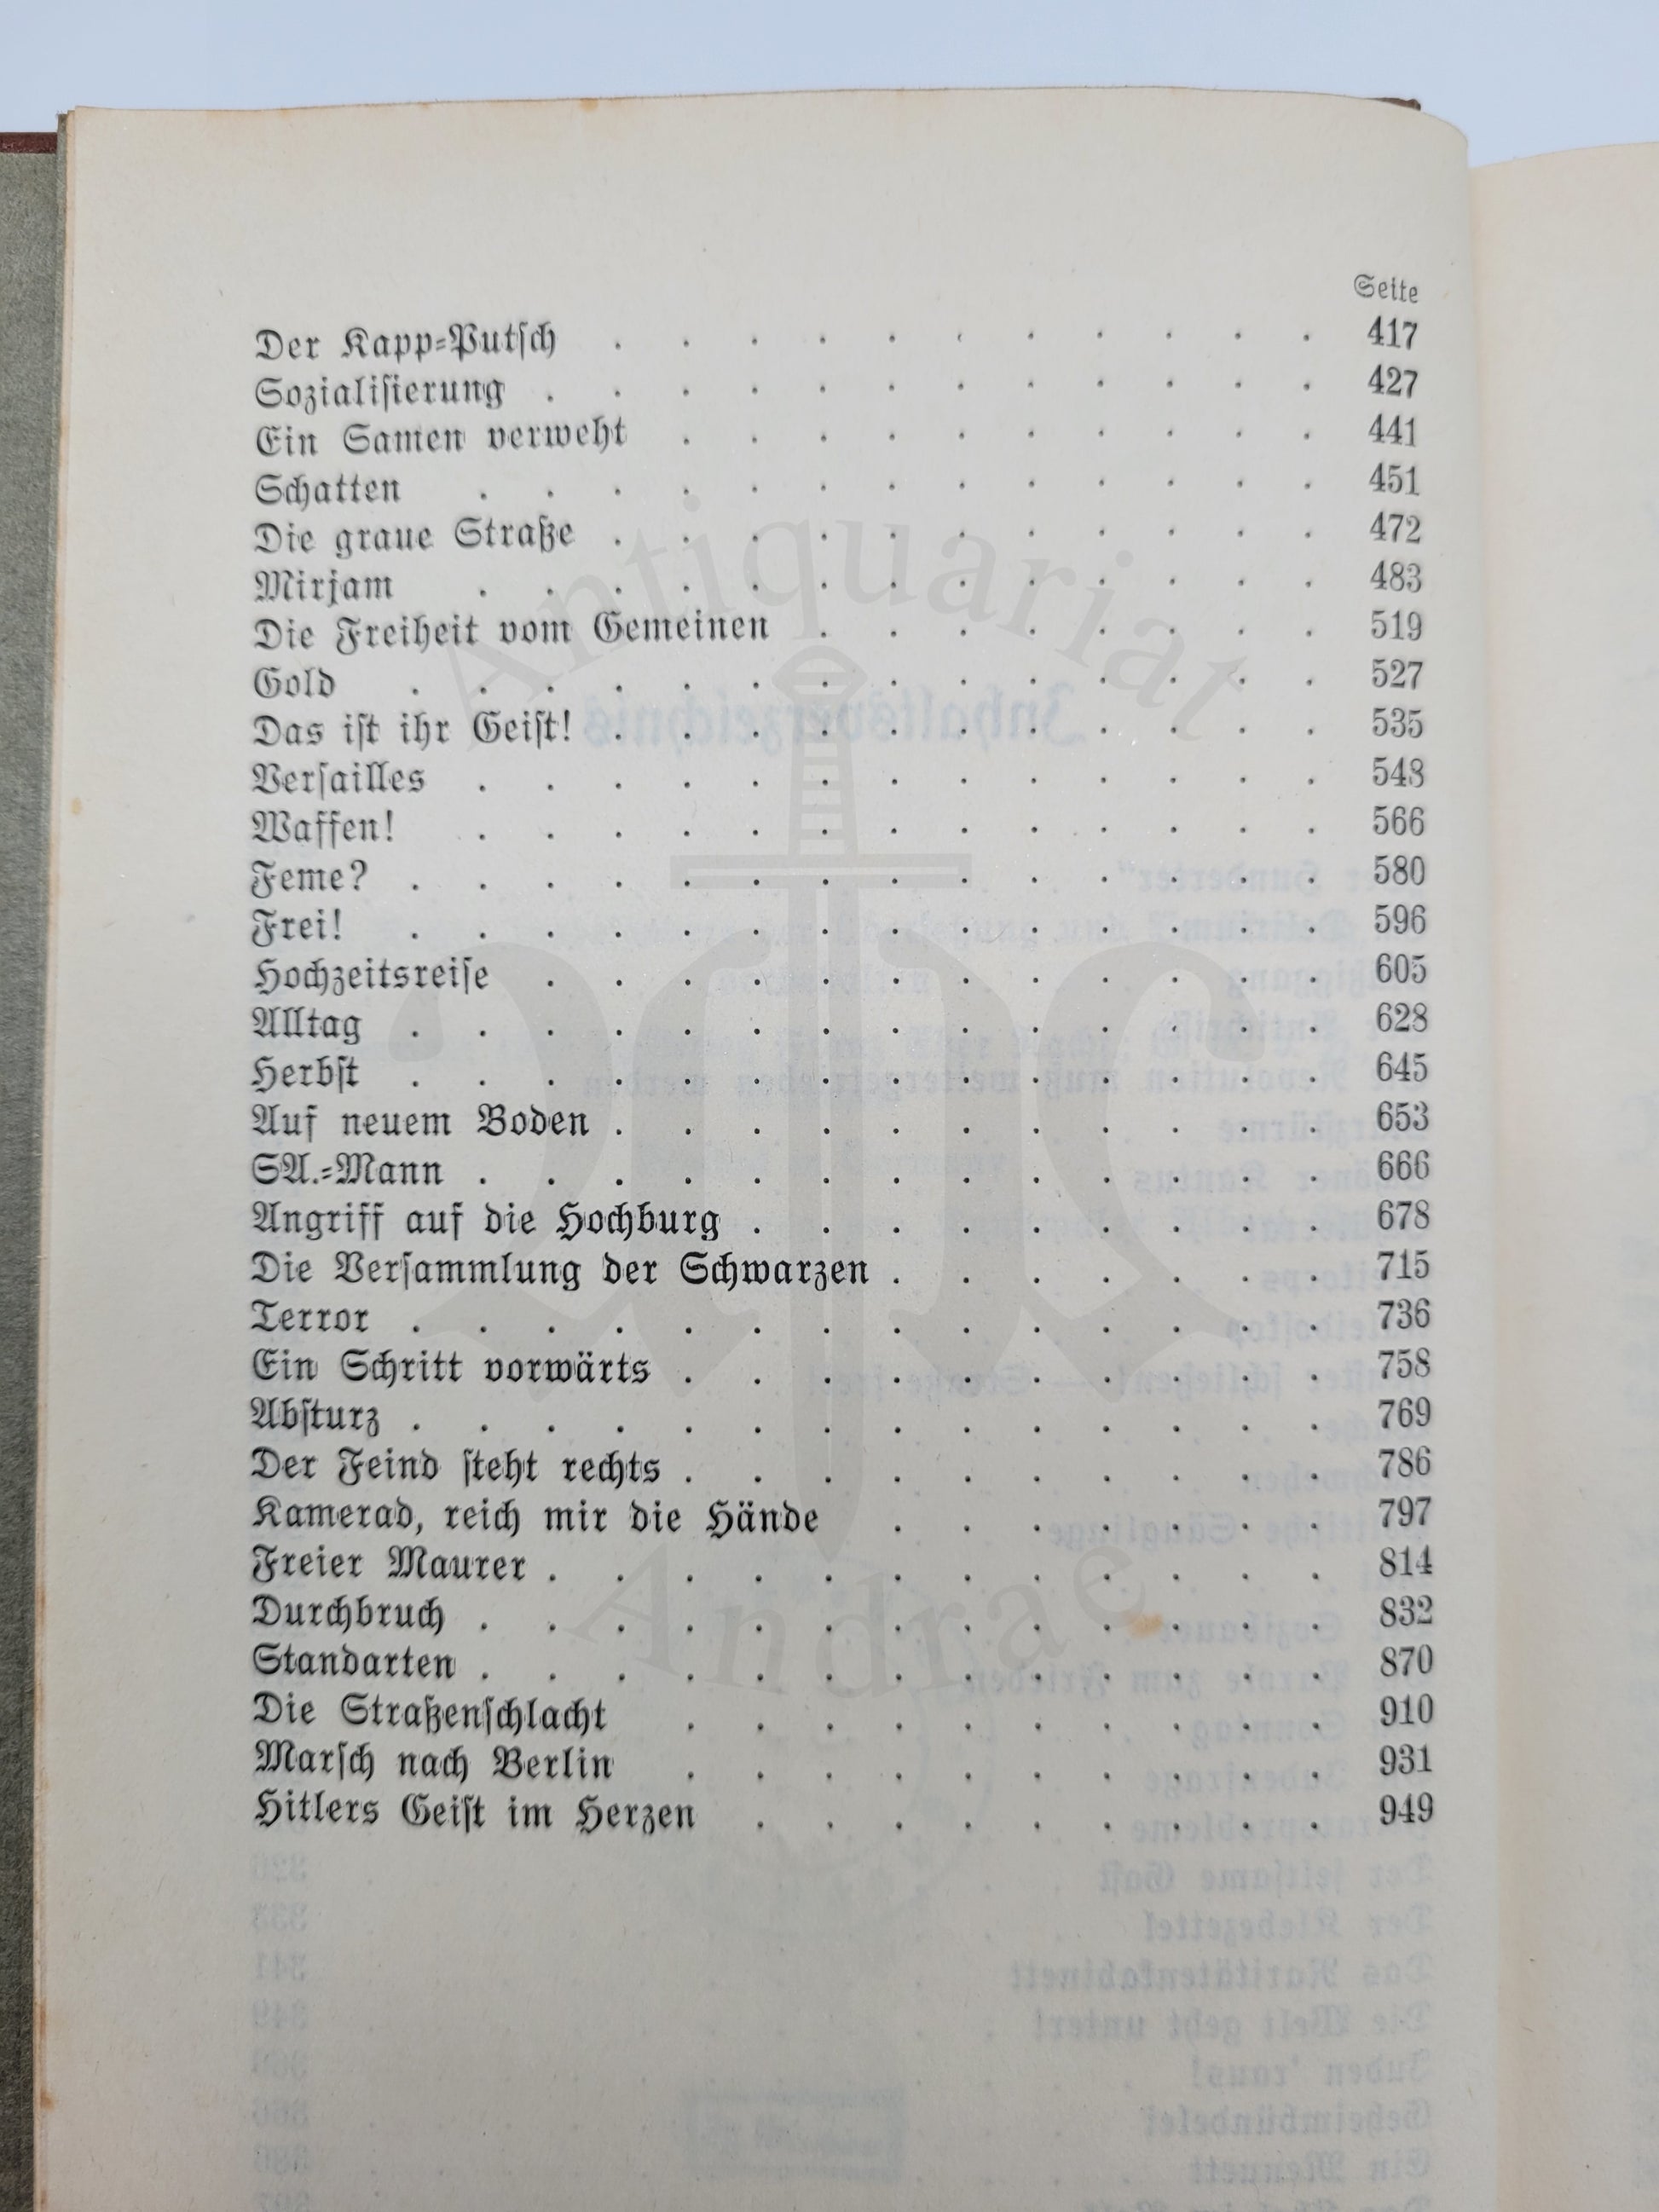 Seite
Der Kapp-Putsch . . . . . . . . . . . 417
Sozialisierung . . . . . . . . . . . . 427
Ein Samen verweht . . . . . . . . . . 441
Schatten . . . . . . . . . . . . . 451
Die graue Straße . . . . . . . . . . . 472
Mirjam . . . . . . . . . . . . . 483
Die Freiheit vom Gemeinen . . . . . . . . 519
Gold . . . . . . . . . . . . . . 527
Das ist ihr Geist! . . . . . . . . . . . 535
Versailles . . . . . . . . . . . . . 548
Waffen! . . . . . . . . . . . . . 566
Feme? . . . . . . . . . . . . . . 580
Frei! . . . . . . . . . . . . . . 596
Hochzeitsreise . . . . . . . . . . . . 605
Alltag . . . . . . . . . . . . . . 628
Herbst . . . . . . . . . . . . . . 645
Auf neuem Boden . . . . . . . . . . . 653
SA.-Mann . . . . . . . . . . . . . 666
Angriff auf die Hochburg . . . . . . . . . 678
Die Versammlung der Schwarzen . . . . . . . 715
Terror . . . . . . . . . . . . . . 736
Ein Schritt vorwärts . . . . . . . . . . 758
Absturz . . . . . . . . . . . . . . 769
Der Feind steht rechts . . . . . . . . . . 786
Kamerad, reich mir die Hände . . . . . . . 797
Freier Maurer . . . . . . . . . . . . 814
Durchbruch . . . . . . . . . . . . . 832
Standarten . . . . . . . . . . . . . 870
Die Straßenschlacht . . . . . . . . . . 910
Marsch nach Berlin . . . . . . . . . . 931
Hitlers Geist im Herzen . . . . . . . . . 949
Antiquariat
Andrae